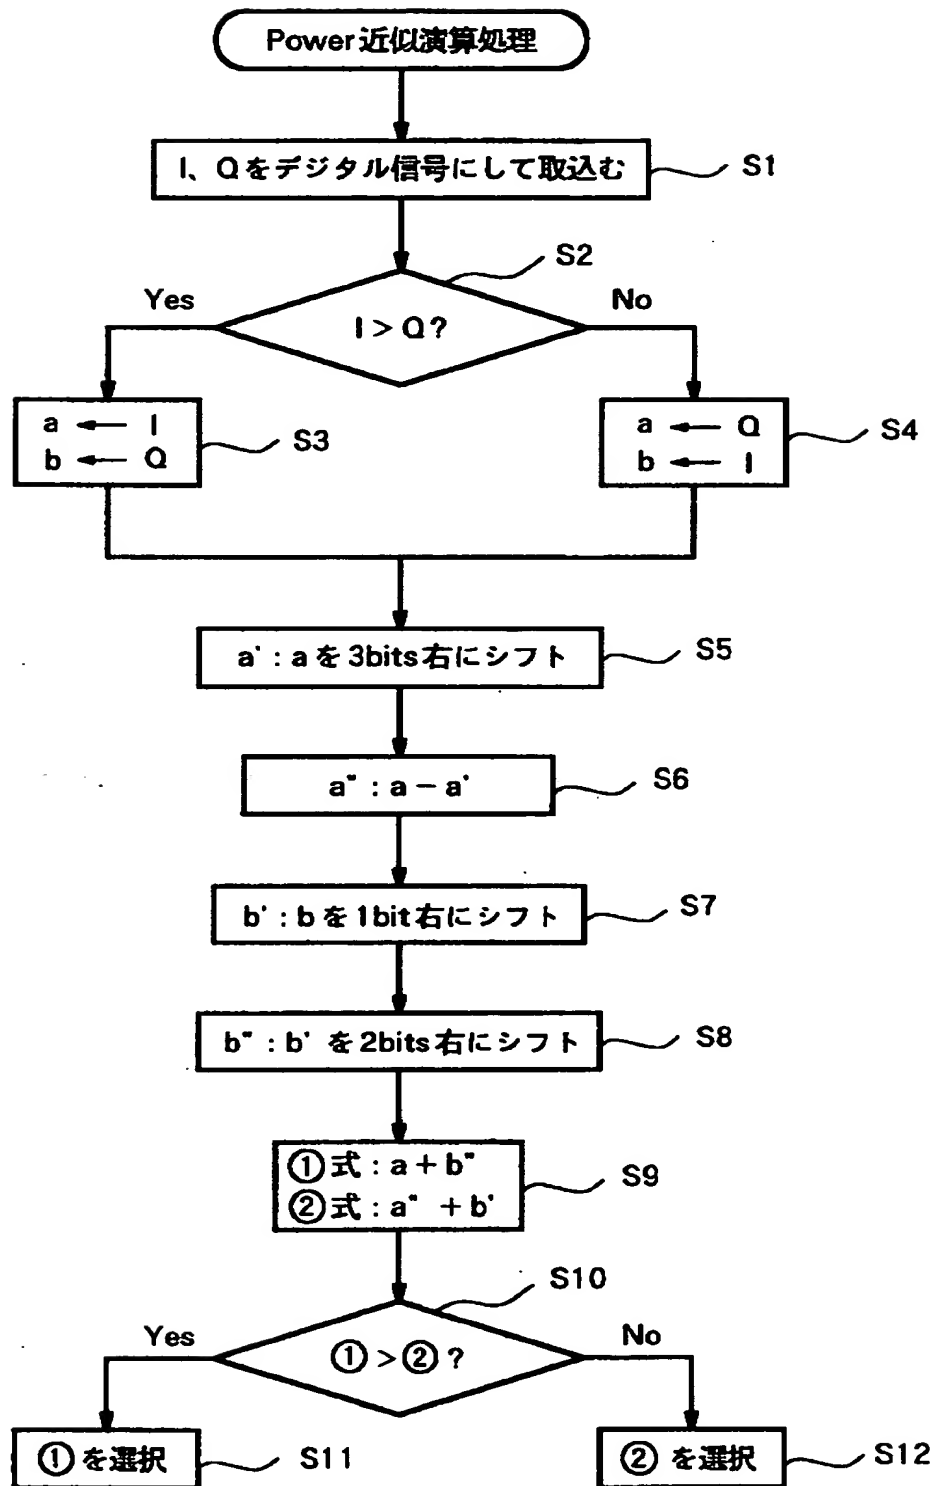 Power近似演算処理
I、Qをデジタル信号にして取込む
S1
S2
Yes
No
I > Q?
a ← I
b ← Q
S3
a ← Q
b ← I
S4
a' : aを3bits右にシフト
S5
a" : a − a'
S6
b' : bを1bit右にシフト
S7
b" : b'を2bits右にシフト
S8
①式 : a + b"
②式 : a" + b'
S9
S10
Yes
No
① > ② ?
①を選択
S11
②を選択
S12